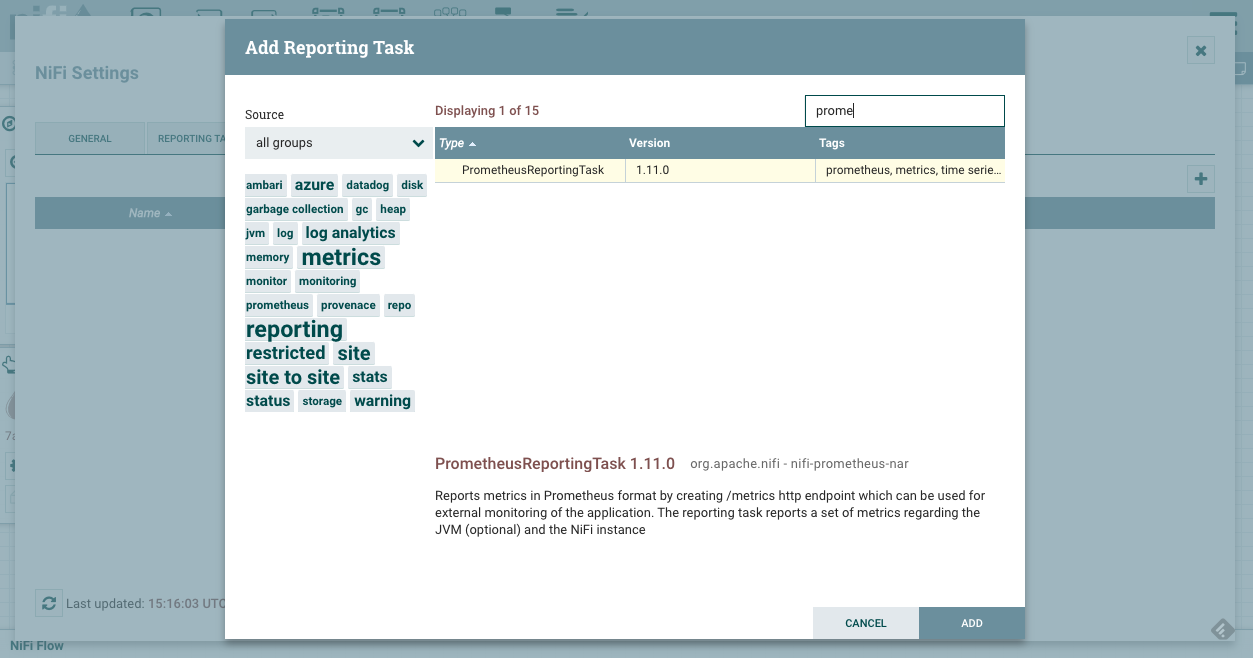 Add Reporting Task
NiFi Settings
GENERAL
REPORTING TA
Name
Source
all groups
ambari azure datadog disk
garbage collection gc heap
jvm log log analytics
memory metrics
monitor monitoring
prometheus provenace repo
reporting
restricted site
site to site stats
status storage warning
Displaying 1 of 15
prome
Type Version Tags
PrometheusReportingTask 1.11.0 prometheus, metrics, time serie...
PrometheusReportingTask 1.11.0 org.apache.nifi - nifi-prometheus-nar
Reports metrics in Prometheus format by creating /metrics http endpoint which can be used for
external monitoring of the application. The reporting task reports a set of metrics regarding the
JVM (optional) and the NiFi instance
Last updated: 15:16:03 UTC
CANCEL
ADD
NiFi Flow